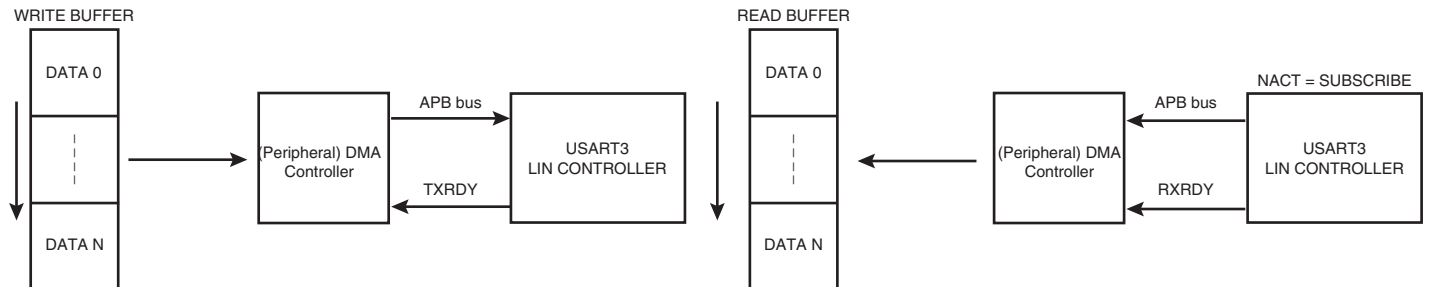 WRITE BUFFER
DATA 0
DATA N
(Peripheral) DMA
Controller
APB bus
TXRDY
USART3
LIN CONTROLLER
READ BUFFER
DATA 0
DATA N
(Peripheral) DMA
Controller
APB bus
RXRDY
NACT = SUBSCRIBE
USART3
LIN CONTROLLER